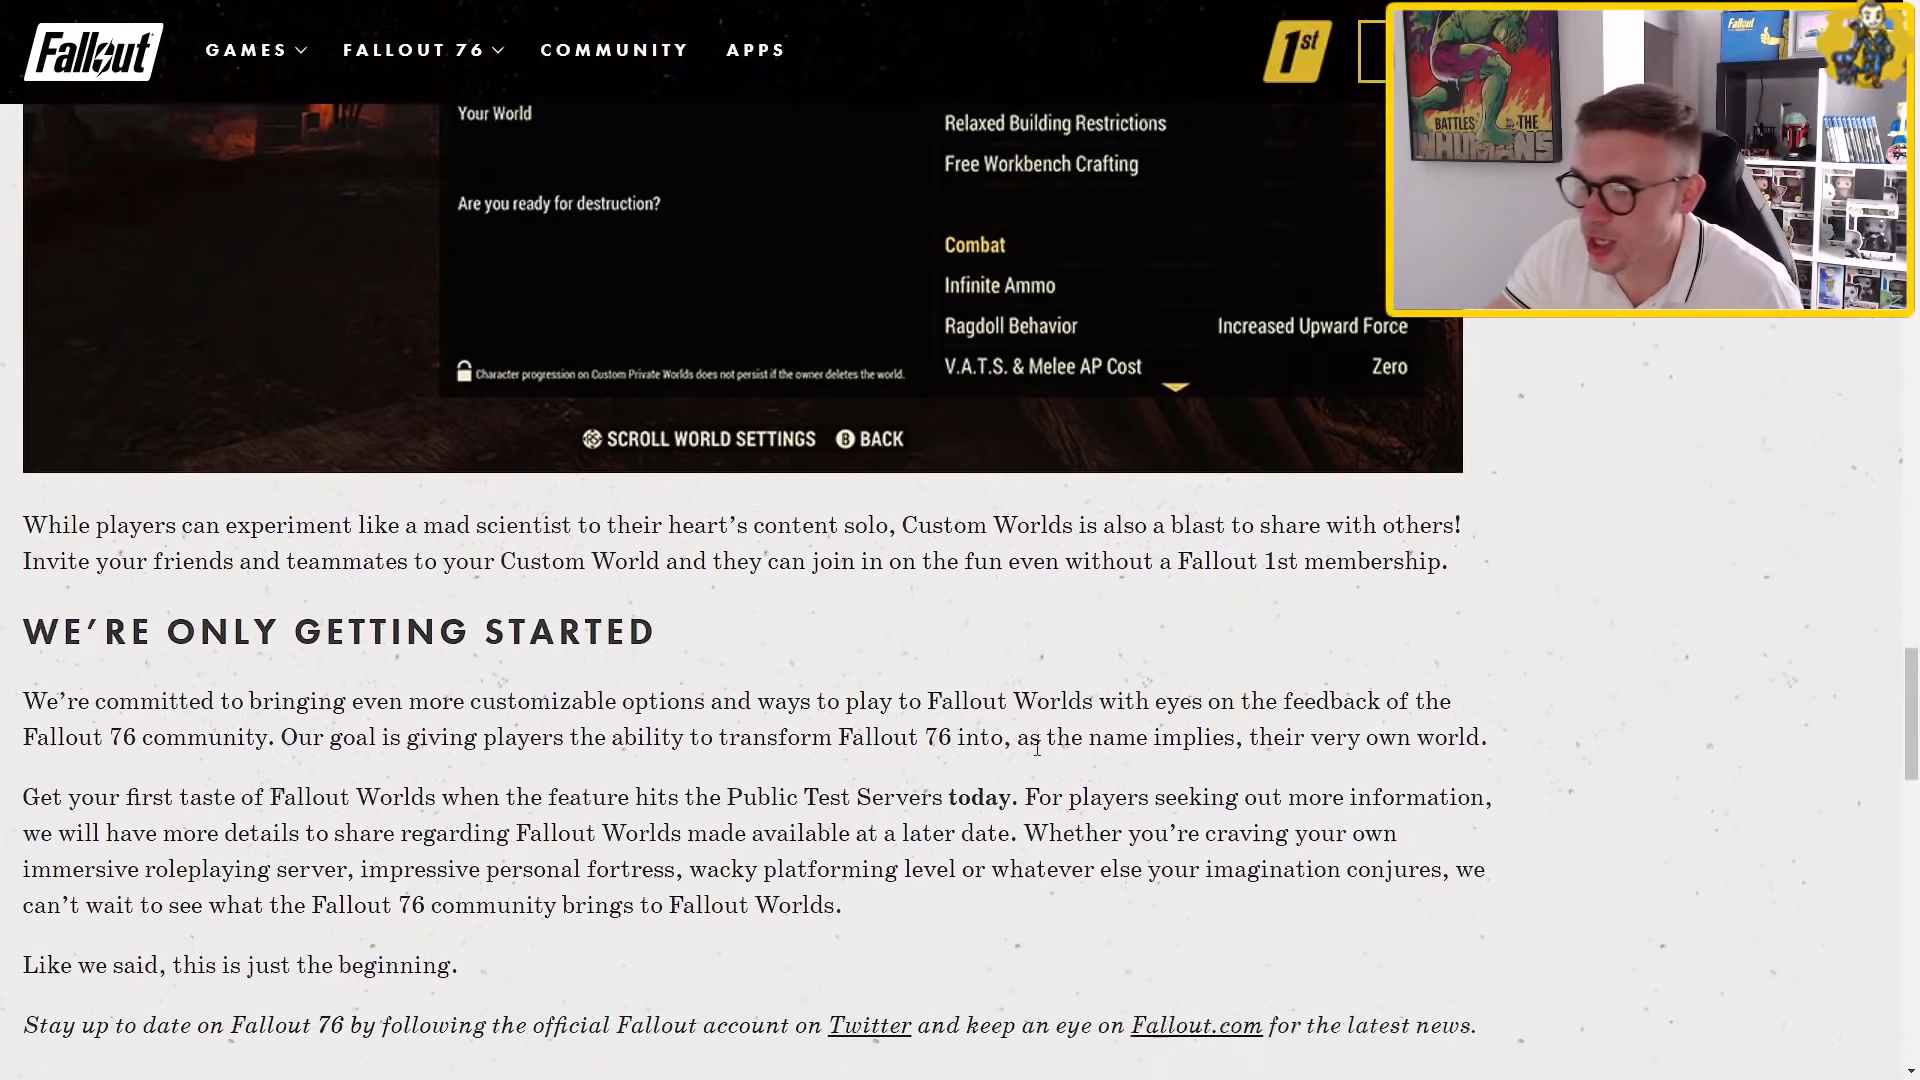 Fallout
GAMES
FALLOUT 76
COMMUNITY
APPS
1st
Your World
Are you ready for destruction?
Character progression on Custom Private Worlds does not persist if the owner deletes the world.
Relaxed Building Restrictions
Free Workbench Crafting
Combat
Infinite Ammo
Ragdoll Behavior Increased Upward Force
V.A.T.S. & Melee AP Cost Zero
SCROLL WORLD SETTINGS B BACK
BATTLES THE
INHUMANS
Fallout
While players can experiment like a mad scientist to their heart’s content solo, Custom Worlds is also a blast to share with others!
Invite your friends and teammates to your Custom World and they can join in on the fun even without a Fallout 1st membership.
WE’RE ONLY GETTING STARTED
We’re committed to bringing even more customizable options and ways to play to Fallout Worlds with eyes on the feedback of the
Fallout 76 community. Our goal is giving players the ability to transform Fallout 76 into, as the name implies, their very own world.
Get your first taste of Fallout Worlds when the feature hits the Public Test Servers today. For players seeking out more information,
we will have more details to share regarding Fallout Worlds made available at a later date. Whether you’re craving your own
immersive roleplaying server, impressive personal fortress, wacky platforming level or whatever else your imagination conjures, we
can’t wait to see what the Fallout 76 community brings to Fallout Worlds.
Like we said, this is just the beginning.
Stay up to date on Fallout 76 by following the official Fallout account on Twitter and keep an eye on Fallout.com for the latest news.